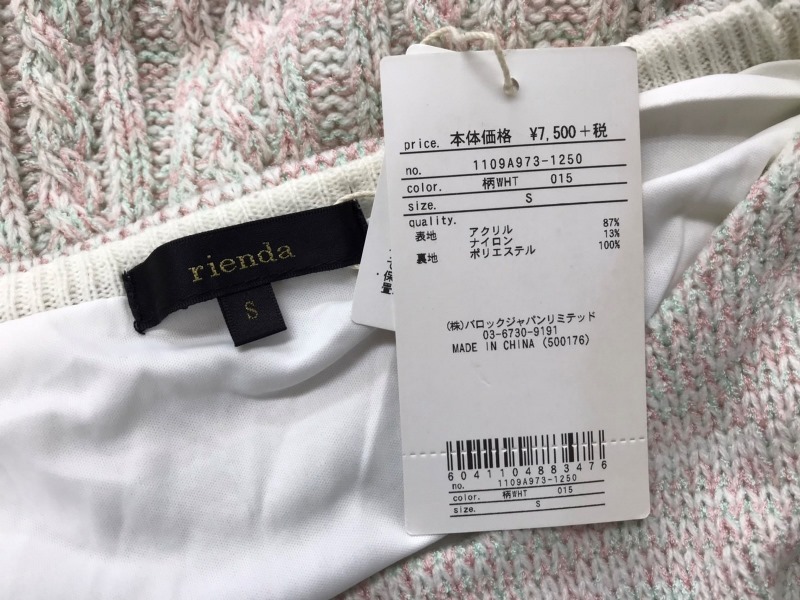 rienda
S
price. 本体価格 ¥7,500+税
no. 1109A973-1250
color. 柄WHT 015
size. S
quality.
表地 アクリル 87%
ナイロン 13%
裏地 ポリエステル 100%
(株)バロックジャパンリミテッド
03-6730-9191
MADE IN CHINA (500176)
6041104883476
no. 1109A973-1250
color. 柄WHT 015
size. S